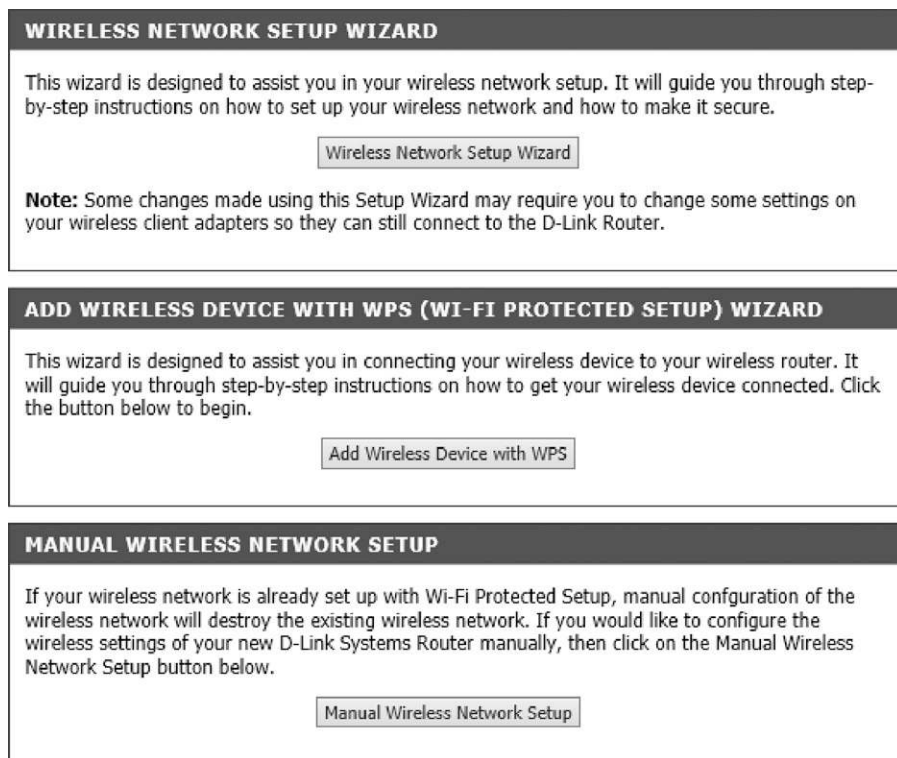 WIRELESS NETWORK SETUP WIZARD
This wizard is designed to assist you in your wireless network setup. It will guide you through step-
by-step instructions on how to set up your wireless network and how to make it secure.
Wireless Network Setup Wizard
Note: Some changes made using this Setup Wizard may require you to change some settings on
your wireless client adapters so they can still connect to the D-Link Router.
ADD WIRELESS DEVICE WITH WPS (WI-FI PROTECTED SETUP) WIZARD
This wizard is designed to assist you in connecting your wireless device to your wireless router. It
will guide you through step-by-step instructions on how to get your wireless device connected. Click
the button below to begin.
Add Wireless Device with WPS
MANUAL WIRELESS NETWORK SETUP
If your wireless network is already set up with Wi-Fi Protected Setup, manual confguration of the
wireless network will destroy the existing wireless network. If you would like to configure the
wireless settings of your new D-Link Systems Router manually, then click on the Manual Wireless
Network Setup button below.
Manual Wireless Network Setup